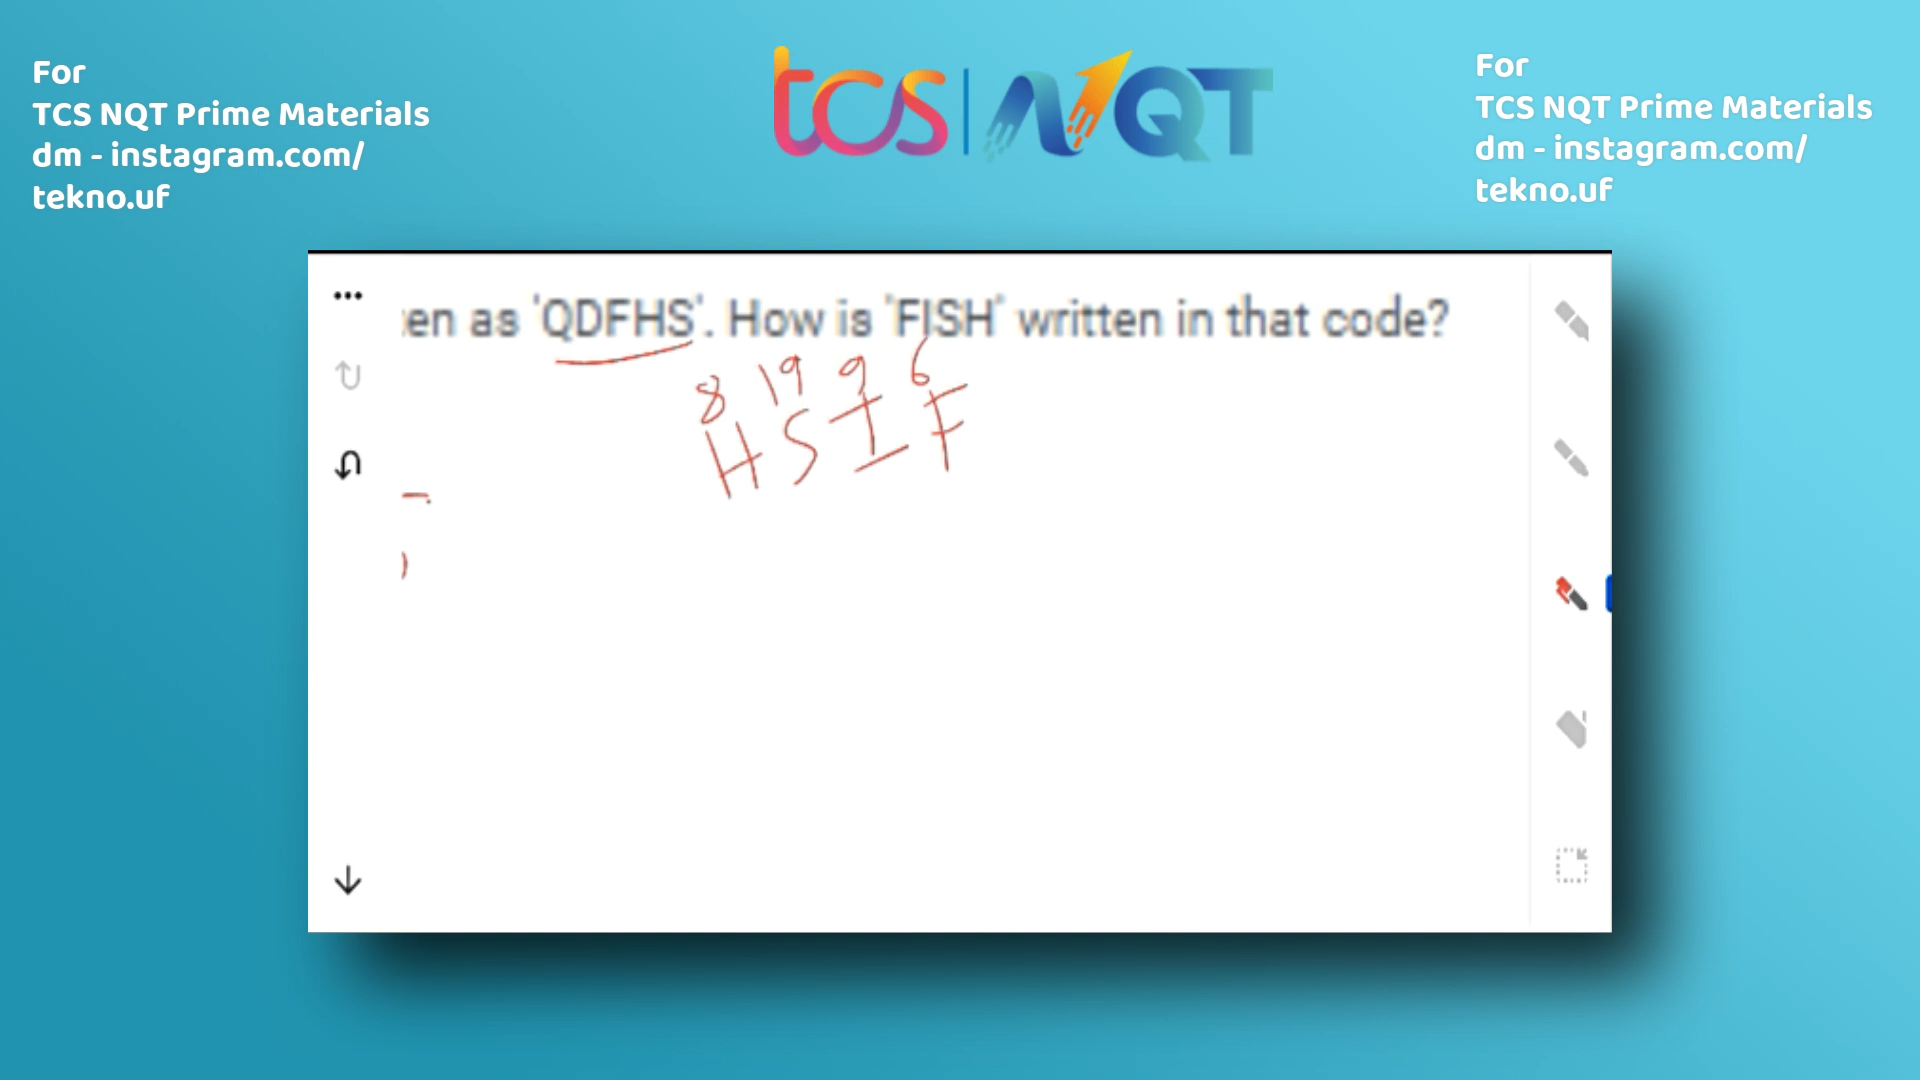 For
TCS NQT Prime Materials
dm - instagram.com/
tekno.uf
tcs | NQT
For
TCS NQT Prime Materials
dm - instagram.com/
tekno.uf
en as 'QDFHS'. How is 'FISH' written in that code?
8 19 9 6
H S I F